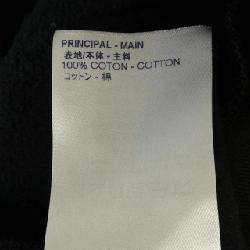 PRINCIPAL - MAIN
表地/本体 - 主料
100% COTON - COTTON
コットン - 棉